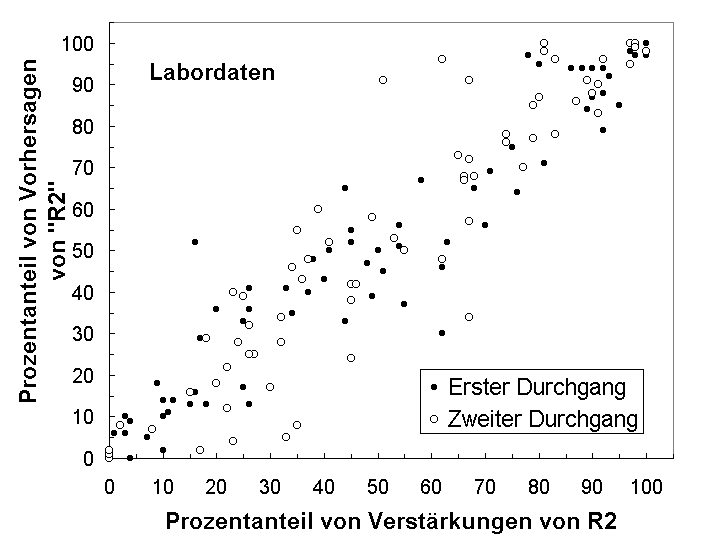 Labordaten
Prozentanteil von Vorhersagen
von "R2"
100
90
80
70
60
50
40
30
20
10
0
Erster Durchgang
Zweiter Durchgang
0 10 20 30 40 50 60 70 80 90 100
Prozentanteil von Verstärkungen von R2